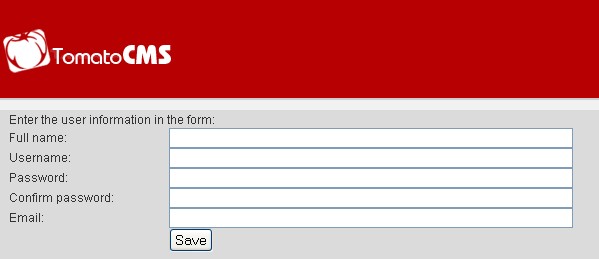 TomatoCMS
Enter the user information in the form:
Full name:
Username:
Password:
Confirm password:
Email:
Save